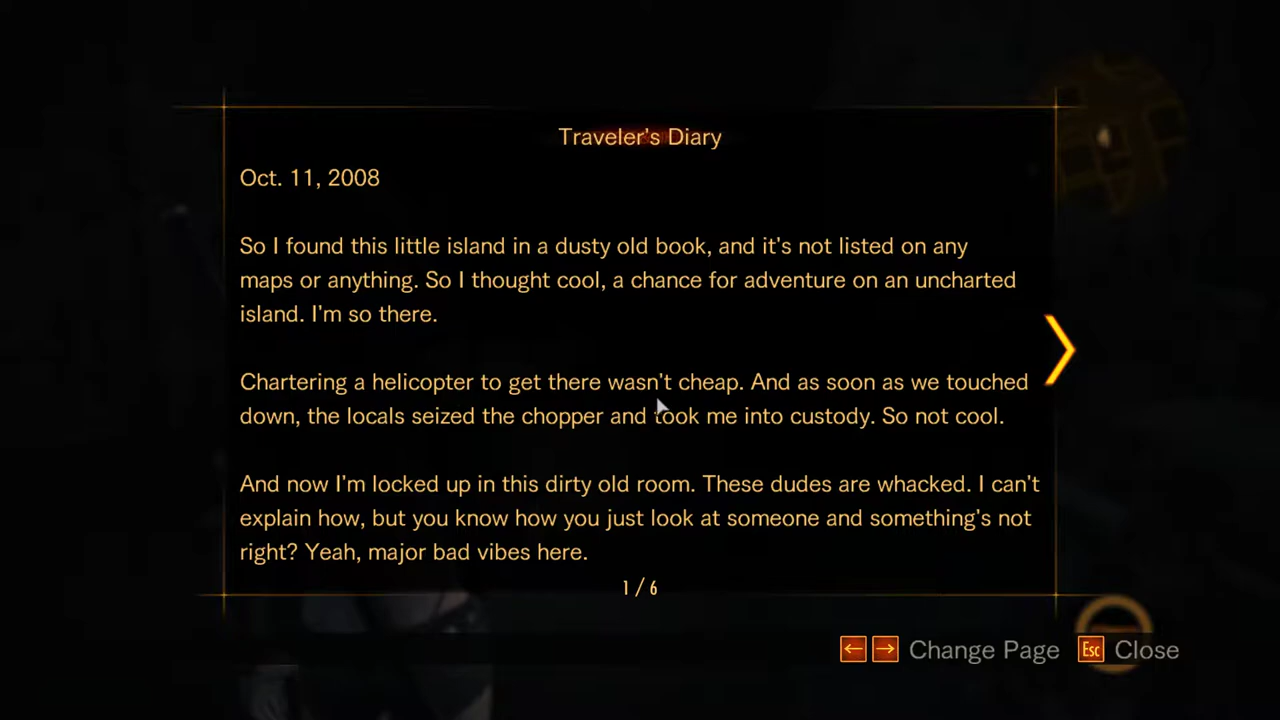 Traveler's Diary
Oct. 11, 2008
So I found this little island in a dusty old book, and it's not listed on any
maps or anything. So I thought cool, a chance for adventure on an uncharted
island. I'm so there.
Chartering a helicopter to get there wasn't cheap. And as soon as we touched
down, the locals seized the chopper and took me into custody. So not cool.
And now I'm locked up in this dirty old room. These dudes are whacked. I can't
explain how, but you know how you just look at someone and something's not
right? Yeah, major bad vibes here.
1 / 6
← → Change Page Esc Close